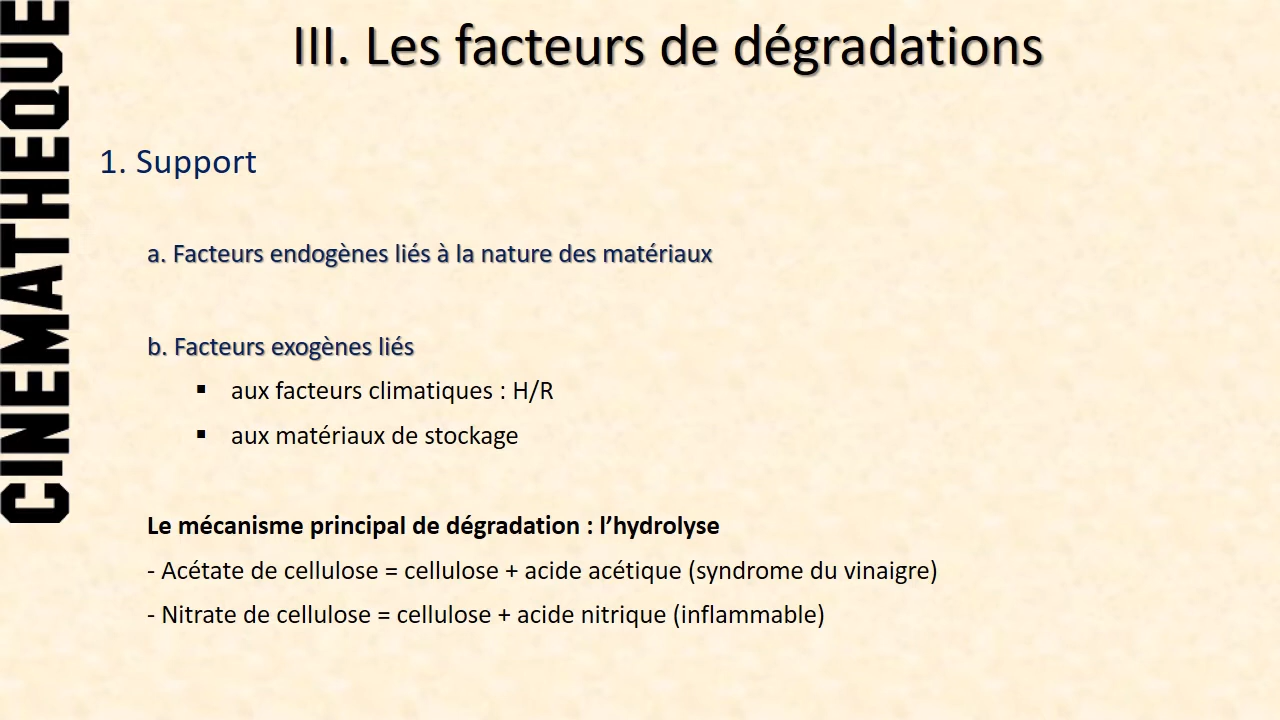 CINEMATHEQUE
III. Les facteurs de dégradations
1. Support
a. Facteurs endogènes liés à la nature des matériaux
b. Facteurs exogènes liés
▪ aux facteurs climatiques : H/R
▪ aux matériaux de stockage
Le mécanisme principal de dégradation : l’hydrolyse
- Acétate de cellulose = cellulose + acide acétique (syndrome du vinaigre)
- Nitrate de cellulose = cellulose + acide nitrique (inflammable)